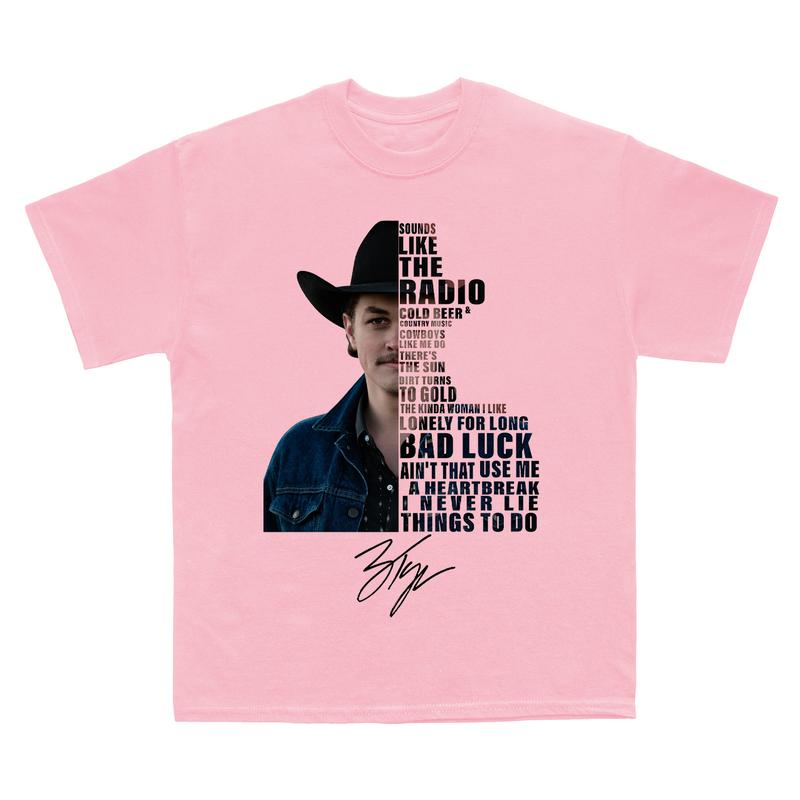 SOUNDS
LIKE
THE
RADIO
COLD BEER &
COUNTRY MUSIC
COWBOYS
LIKE ME DO
THERE'S
THE SUN
DIRT TURNS
TO GOLD
THE KINDA WOMAN I LIKE
LONELY FOR LONG
BAD LUCK
AIN'T THAT USE ME
A HEARTBREAK
I NEVER LIE
THINGS TO DO